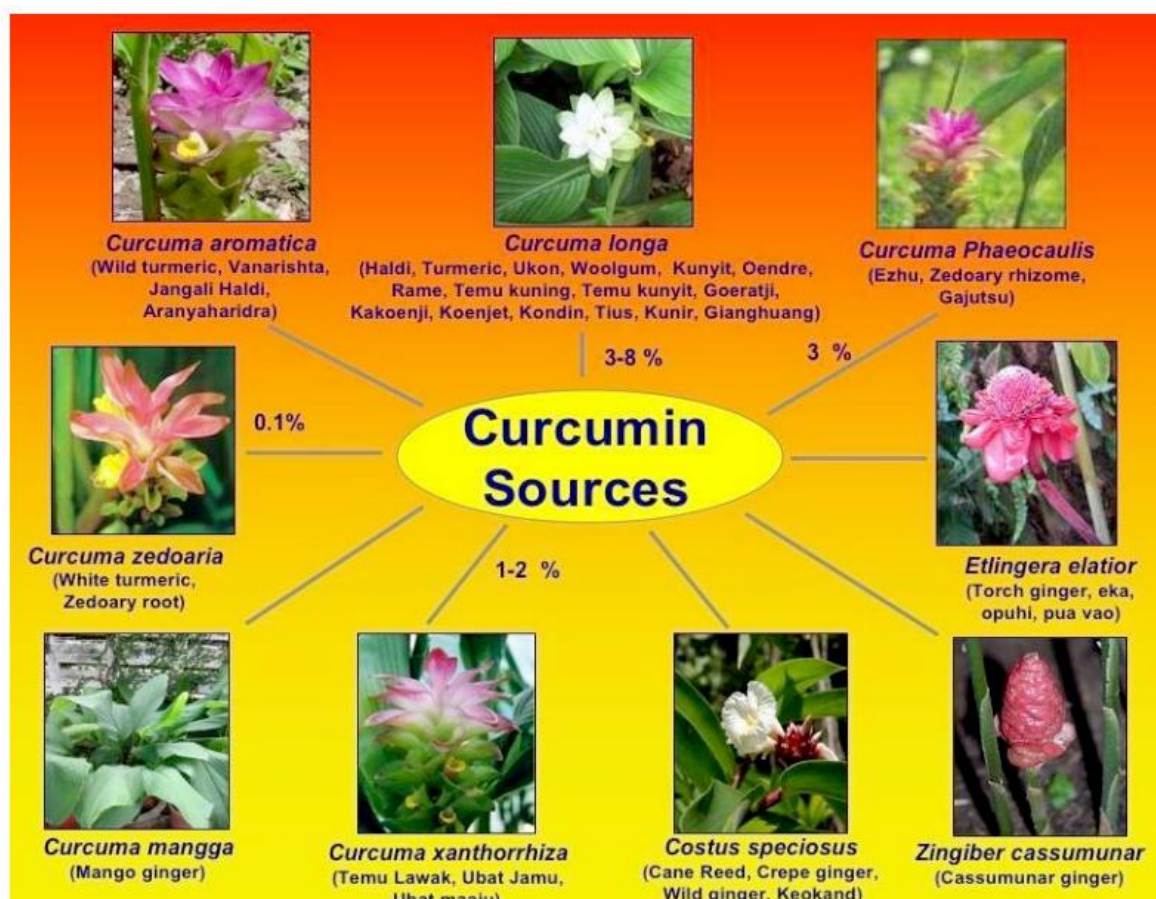 Curcuma aromatica
(Wild turmeric, Vanarishta,
Jangali Haldi,
Aranyaharidra)
Curcuma longa
(Haldi, Turmeric, Ukon, Woolgum, Kunyit, Oendre,
Rame, Temu kuning, Temu kunyit, Goeratji,
Kakoenji, Koenjet, Kondin, Tius, Kunir, Gianghuang)
Curcuma Phaeocaulis
(Ezhu, Zedoary rhizome,
Gajutsu)
3-8 %
3 %
0.1%
Curcumin
Sources
Curcuma zedoaria
(White turmeric,
Zedoary root)
1-2 %
Etlingera elatior
(Torch ginger, eka,
opuhi, pua vao)
Curcuma mangga
(Mango ginger)
Curcuma xanthorrhiza
(Temu Lawak, Ubat Jamu,
Ubat maaju)
Costus speciosus
(Cane Reed, Crepe ginger,
Wild ginger, Keokand)
Zingiber cassumunar
(Cassumunar ginger)